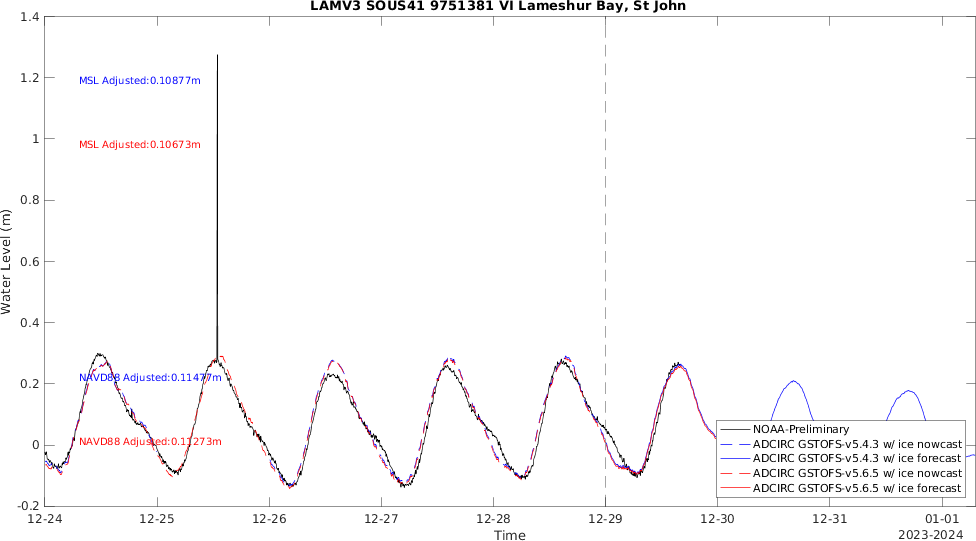 LAMV3 SOUS41 9751381 VI Lameshur Bay, St John
1.4
1.2
1
0.8
0.6
0.4
0.2
0
-0.2
Water Level (m)
MSL Adjusted:0.10877m
MSL Adjusted:0.10673m
NAVD88 Adjusted:0.11477m
NAVD88 Adjusted:0.11273m
NOAA-Preliminary
ADCIRC GSTOFS-v5.4.3 w/ ice nowcast
ADCIRC GSTOFS-v5.4.3 w/ ice forecast
ADCIRC GSTOFS-v5.6.5 w/ ice nowcast
ADCIRC GSTOFS-v5.6.5 w/ ice forecast
12-24 12-25 12-26 12-27 12-28 12-29 12-30 12-31 01-01
Time
2023-2024